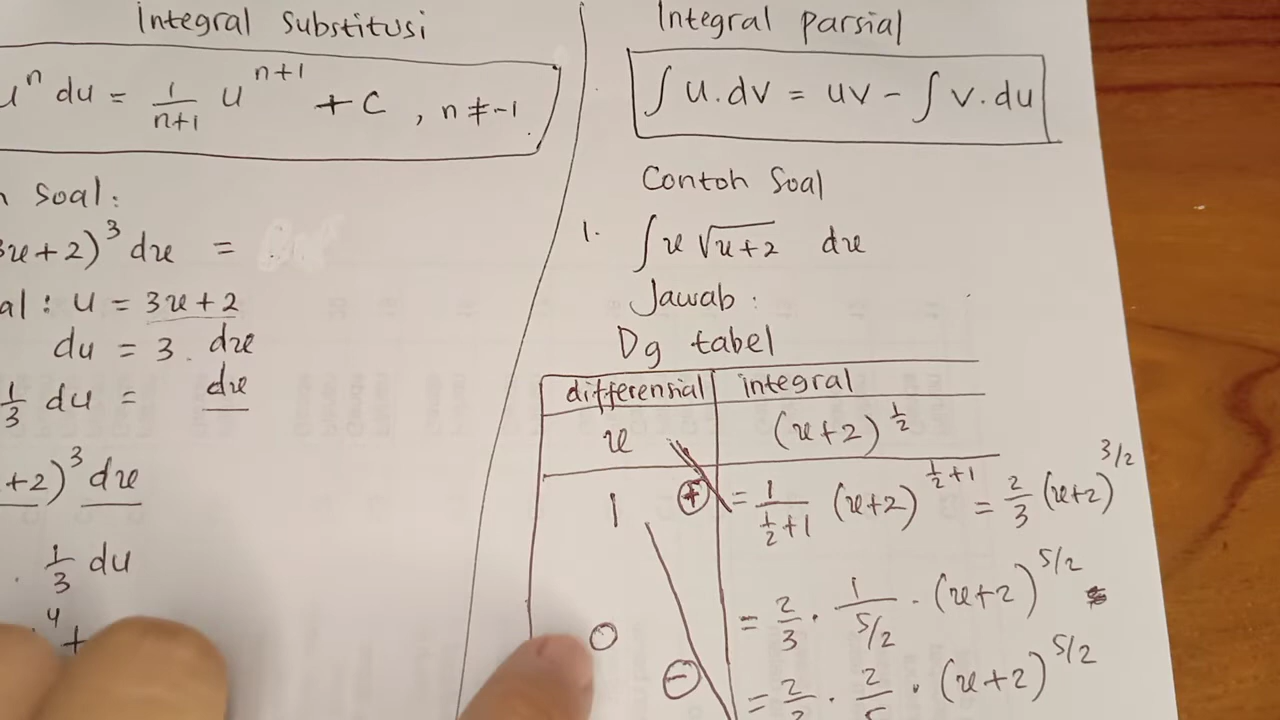 Integral Substitusi
u^n du = 1/(n+1) u^(n+1) + C , n ≠ -1
Soal :
x+2)^3 dx =
al : u = 3x+2
du = 3 . dx
1/3 du = dx
+2)^3 dx
. 1/3 du
4 +
Integral parsial
∫ u . dv = uv - ∫ v . du
Contoh Soal
1. ∫ x √(x+2) dx
Jawab :
Dg tabel
differensial integral
x (x+2)^(1/2)
1 ⊕ = 1/(1/2+1) (x+2)^(1/2+1) = 2/3 (x+2)^(3/2)
= 2/3 . 1/(5/2) . (x+2)^(5/2)
0
⊖ = . 2/5 . (x+2)^(5/2)